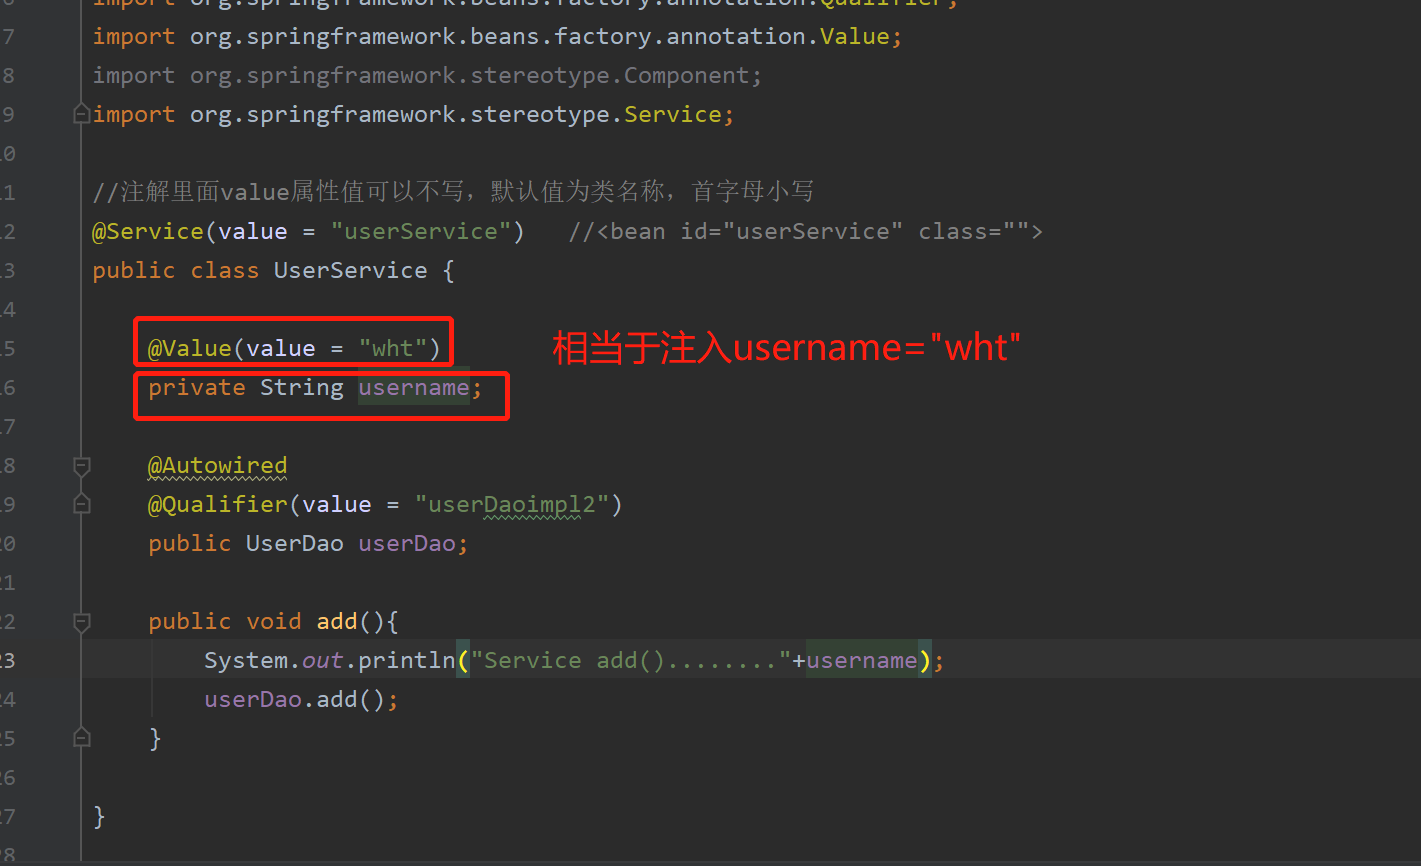 import org.springframework.beans.factory.annotation.Qualifier;
7 import org.springframework.beans.factory.annotation.Value;
8 import org.springframework.stereotype.Component;
9 import org.springframework.stereotype.Service;
10
11 //注解里面value属性值可以不写，默认值为类名称，首字母小写
12 @Service(value = "userService")   //<bean id="userService" class="">
13 public class UserService {
14
15 @Value(value = "wht") 相当于注入username="wht"
16 private String username;
17
18 @Autowired
19 @Qualifier(value = "userDaoimpl2")
20 public UserDao userDao;
21
22 public void add(){
23 System.out.println("Service add()........"+username);
24 userDao.add();
25 }
26
27 }
28